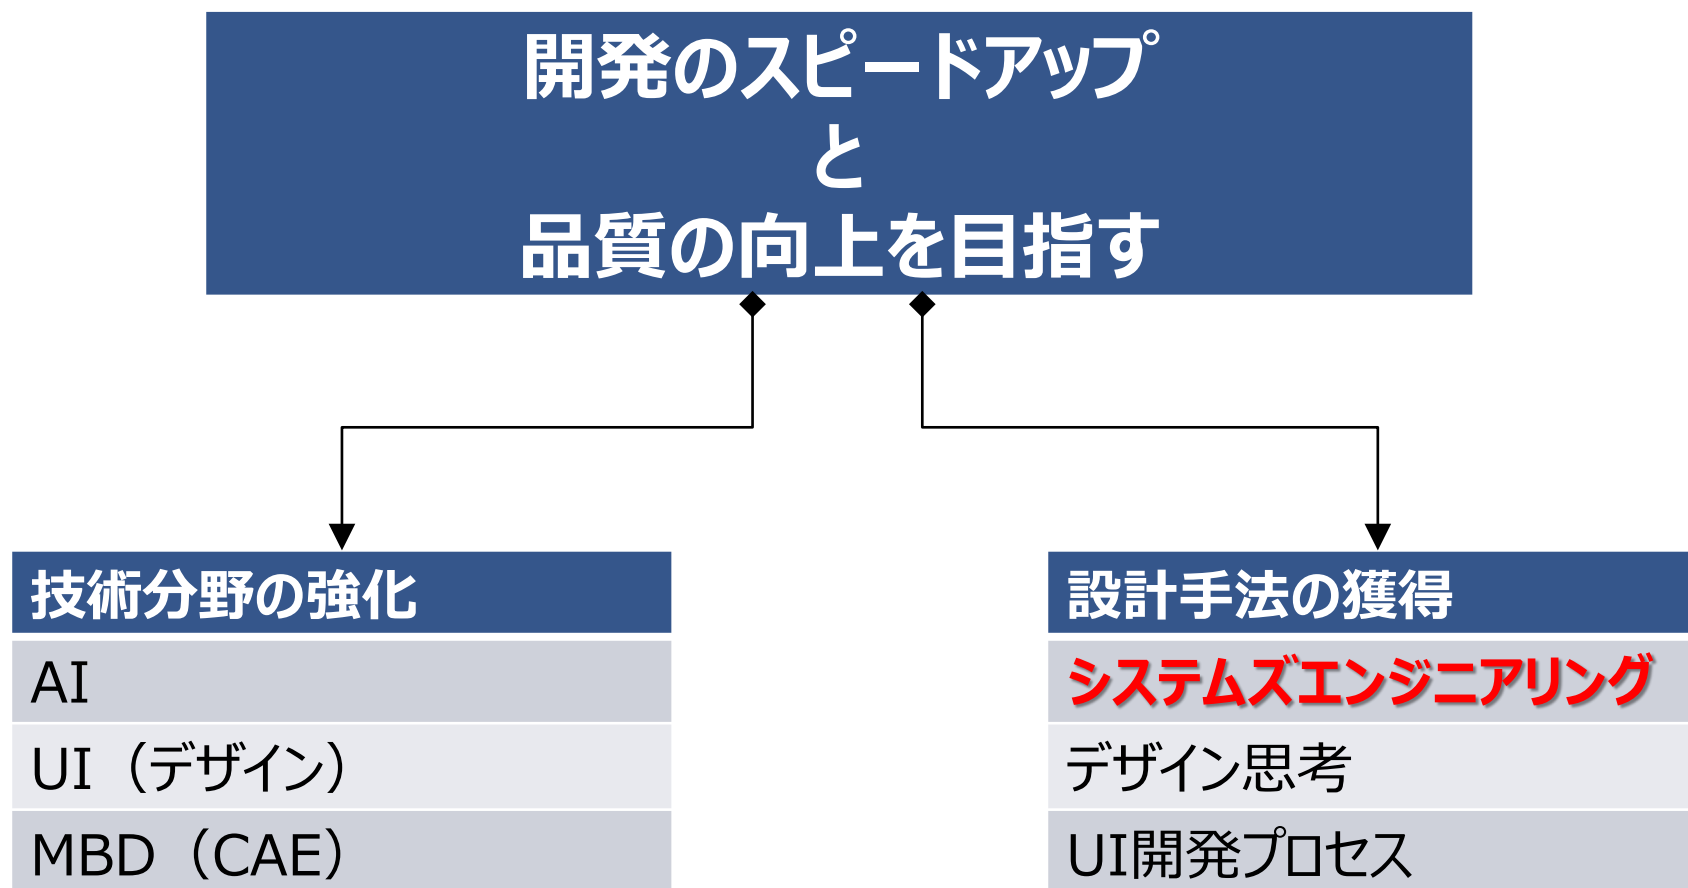 開発のスピードアップ
と
品質の向上を目指す
技術分野の強化
AI
UI（デザイン）
MBD（CAE）
設計手法の獲得
システムズエンジニアリング
デザイン思考
UI開発プロセス